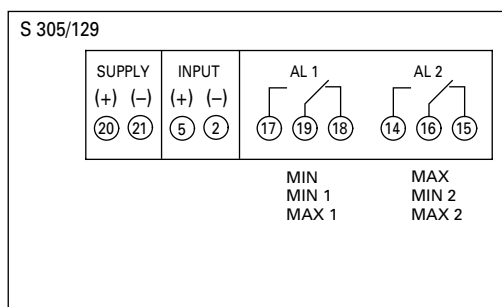 S 305/129
SUPPLY INPUT AL 1 AL 2
(+) (–) (+) (–)
20 21 5 2 17 19 18 14 16 15
MIN MAX
MIN 1 MIN 2
MAX 1 MAX 2